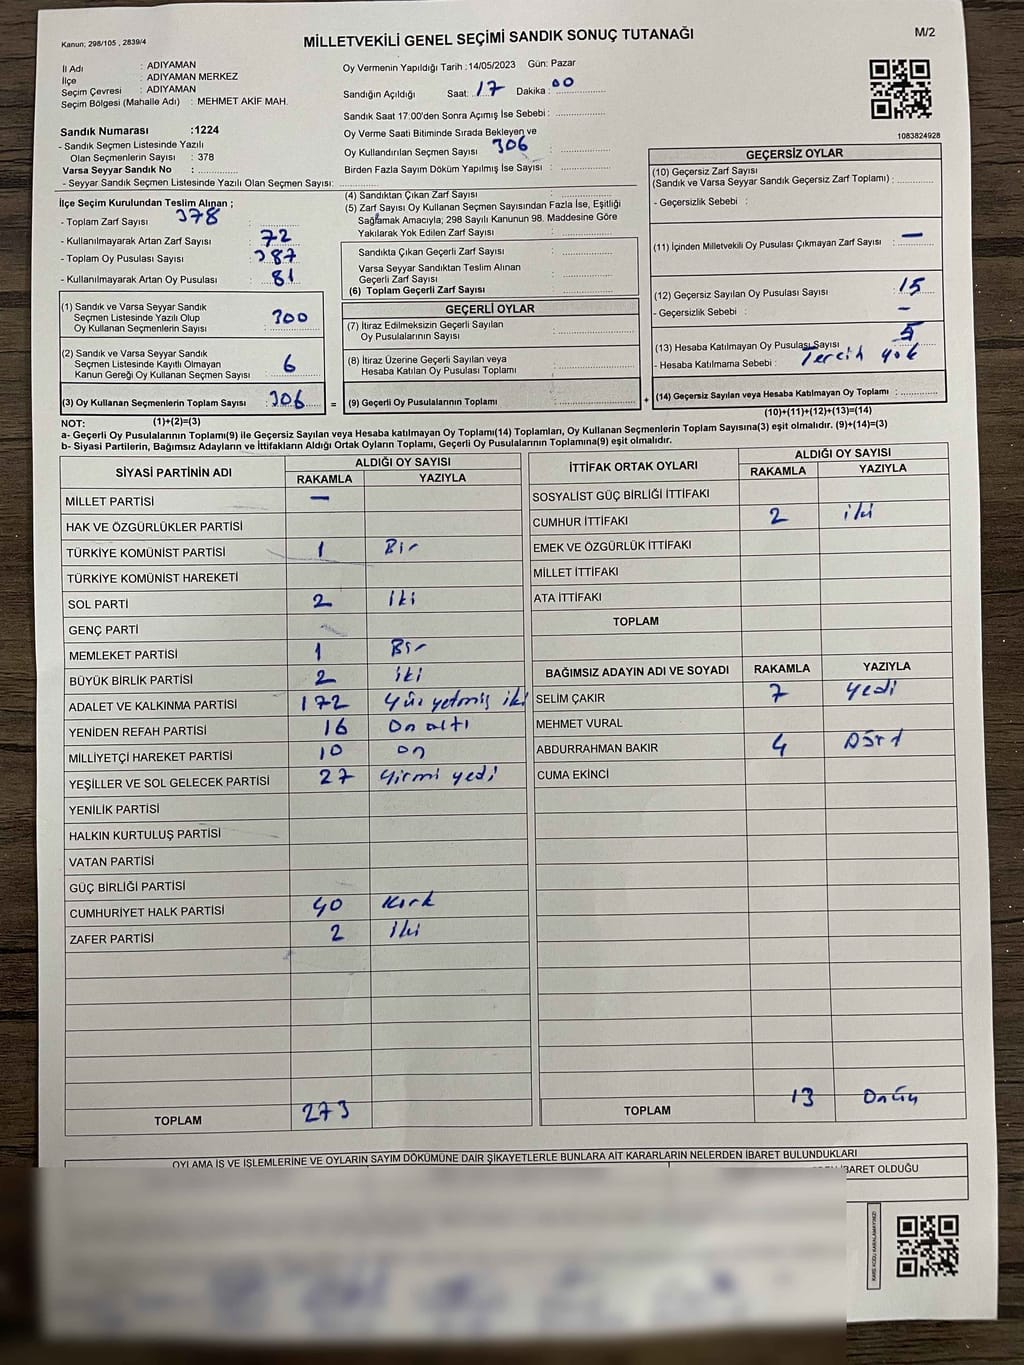 Kanun; 298/105 , 2839/4
MİLLETVEKİLİ GENEL SEÇİMİ SANDIK SONUÇ TUTANAĞI
M/2
İl Adı : ADIYAMAN
İlçe : ADIYAMAN MERKEZ
Seçim Çevresi : ADIYAMAN
Seçim Bölgesi (Mahalle Adı) : MEHMET AKİF MAH.
Sandık Numarası :1224
- Sandık Seçmen Listesinde Yazılı
Olan Seçmenlerin Sayısı : 378
Varsa Seyyar Sandık No :
- Seyyar Sandık Seçmen Listesinde Yazılı Olan Seçmen Sayısı:
Oy Vermenin Yapıldığı Tarih :14/05/2023 Gün: Pazar
Sandığın Açıldığı Saat: 17 Dakika : 00
Sandık Saat 17:00'den Sonra Açımış İse Sebebi :
Oy Verme Saati Bitiminde Sırada Bekleyen ve
Oy Kullandırılan Seçmen Sayısı 306 :
Birden Fazla Sayım Döküm Yapılmış İse Sayısı :
1083824928
İlçe Seçim Kurulundan Teslim Alınan ;
- Toplam Zarf Sayısı 378
- Kullanılmayarak Artan Zarf Sayısı : 72
- Toplam Oy Pusulası Sayısı : 387
- Kullanılmayarak Artan Oy Pusulası : 81
(1) Sandık ve Varsa Seyyar Sandık
Seçmen Listesinde Yazılı Olup
Oy Kullanan Seçmenlerin Sayısı : 300
(2) Sandık ve Varsa Seyyar Sandık
Seçmen Listesinde Kayıtlı Olmayan
Kanun Gereği Oy Kullanan Seçmen Sayısı : 6
(3) Oy Kullanan Seçmenlerin Toplam Sayısı : 306 =
(4) Sandıktan Çıkan Zarf Sayısı :
(5) Zarf Sayısı Oy Kullanan Seçmen Sayısından Fazla İse, Eşitliği
Sağlamak Amacıyla; 298 Sayılı Kanunun 98. Maddesine Göre
Yakılarak Yok Edilen Zarf Sayısı :
Sandıkta Çıkan Geçerli Zarf Sayısı :
Varsa Seyyar Sandıktan Teslim Alınan
Geçerli Zarf Sayısı :
(6) Toplam Geçerli Zarf Sayısı :
GEÇERLİ OYLAR
(7) İtiraz Edilmeksizin Geçerli Sayılan
Oy Pusulalarının Sayısı :
(8) İtiraz Üzerine Geçerli Sayılan veya
Hesaba Katılan Oy Pusulası Toplamı :
(9) Geçerli Oy Pusulalarının Toplamı : +
GEÇERSİZ OYLAR
(10) Geçersiz Zarf Sayısı
(Sandık ve Varsa Seyyar Sandık Geçersiz Zarf Toplamı) :
- Geçersizlik Sebebi :
(11) İçinden Milletvekili Oy Pusulası Çıkmayan Zarf Sayısı : —
(12) Geçersiz Sayılan Oy Pusulası Sayısı : 15
- Geçersizlik Sebebi : -
(13) Hesaba Katılmayan Oy Pusulası Sayısı : 5
- Hesaba Katılmama Sebebi : Tercih yok
(14) Geçersiz Sayılan veya Hesaba Katılmayan Oy Toplamı :
NOT: (1)+(2)=(3) (10)+(11)+(12)+(13)=(14)
a- Geçerli Oy Pusulalarının Toplamı(9) ile Geçersiz Sayılan veya Hesaba katılmayan Oy Toplamı(14) Toplamları, Oy Kullanan Seçmenlerin Toplam Sayısına(3) eşit olmalıdır. (9)+(14)=(3)
b- Siyasi Partilerin, Bağımsız Adayların ve İttifakların Aldığı Ortak Oyların Toplamı, Geçerli Oy Pusulalarının Toplamına(9) eşit olmalıdır.
SİYASİ PARTİNİN ADI ALDIĞI OY SAYISI
RAKAMLA YAZIYLA
MİLLET PARTİSİ —
HAK VE ÖZGÜRLÜKLER PARTİSİ
TÜRKİYE KOMÜNİST PARTİSİ 1 Bir
TÜRKİYE KOMÜNİST HAREKETİ
SOL PARTİ 2 iki
GENÇ PARTİ
MEMLEKET PARTİSİ 1 Bir
BÜYÜK BİRLİK PARTİSİ 2 iki
ADALET VE KALKINMA PARTİSİ 172 Yüz yetmiş iki
YENİDEN REFAH PARTİSİ 16 On altı
MİLLİYETÇİ HAREKET PARTİSİ 10 on
YEŞİLLER VE SOL GELECEK PARTİSİ 27 Yirmi yedi
YENİLİK PARTİSİ
HALKIN KURTULUŞ PARTİSİ
VATAN PARTİSİ
GÜÇ BİRLİĞİ PARTİSİ
CUMHURİYET HALK PARTİSİ 40 Kırk
ZAFER PARTİSİ 2 iki
TOPLAM 273
İTTİFAK ORTAK OYLARI ALDIĞI OY SAYISI
RAKAMLA YAZIYLA
SOSYALİST GÜÇ BİRLİĞİ İTTİFAKI
CUMHUR İTTİFAKI 2 iki
EMEK VE ÖZGÜRLÜK İTTİFAKI
MİLLET İTTİFAKI
ATA İTTİFAKI
TOPLAM
BAĞIMSIZ ADAYIN ADI VE SOYADI RAKAMLA YAZIYLA
SELİM ÇAKIR 7 yedi
MEHMET VURAL
ABDURRAHMAN BAKIR 4 Dört
CUMA EKİNCİ
TOPLAM 13 Onüç
OYLAMA İŞ VE İŞLEMLERİNE VE OYLARIN SAYIM DÖKÜMÜNE DAİR ŞİKAYETLERLE BUNLARA AİT KARARLARIN NELERDEN İBARET BULUNDUKLARI
İBARET OLDUĞU